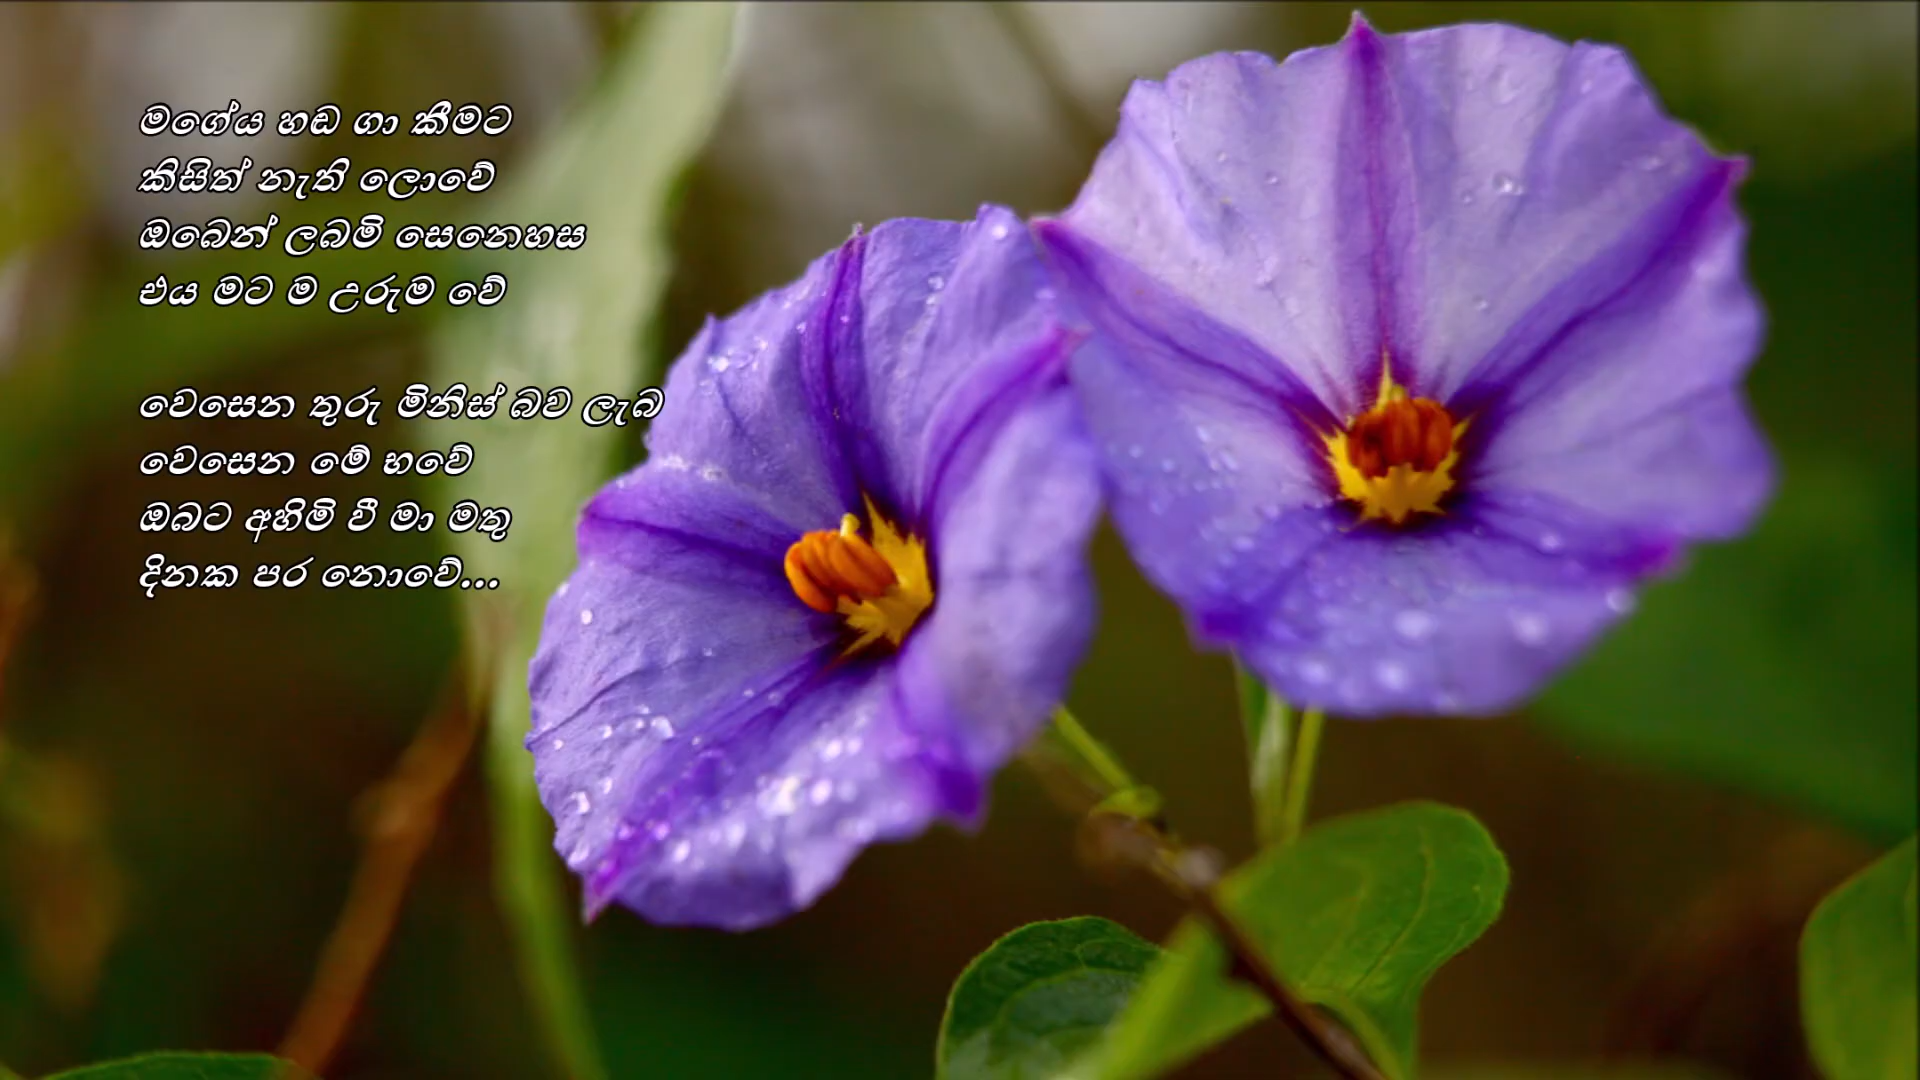 මගේය හඬ ගා කීමට
කිසිත් නැති ලොවේ
ඔබෙන් ලබමි සෙනෙහස
එය මට ම උරුම වේ
වෙසෙන තුරු මිනිස් බව ලැබ
වෙසෙන මේ භවේ
ඔබට අහිමි වී මා මතු
දිනක පර නොවේ...